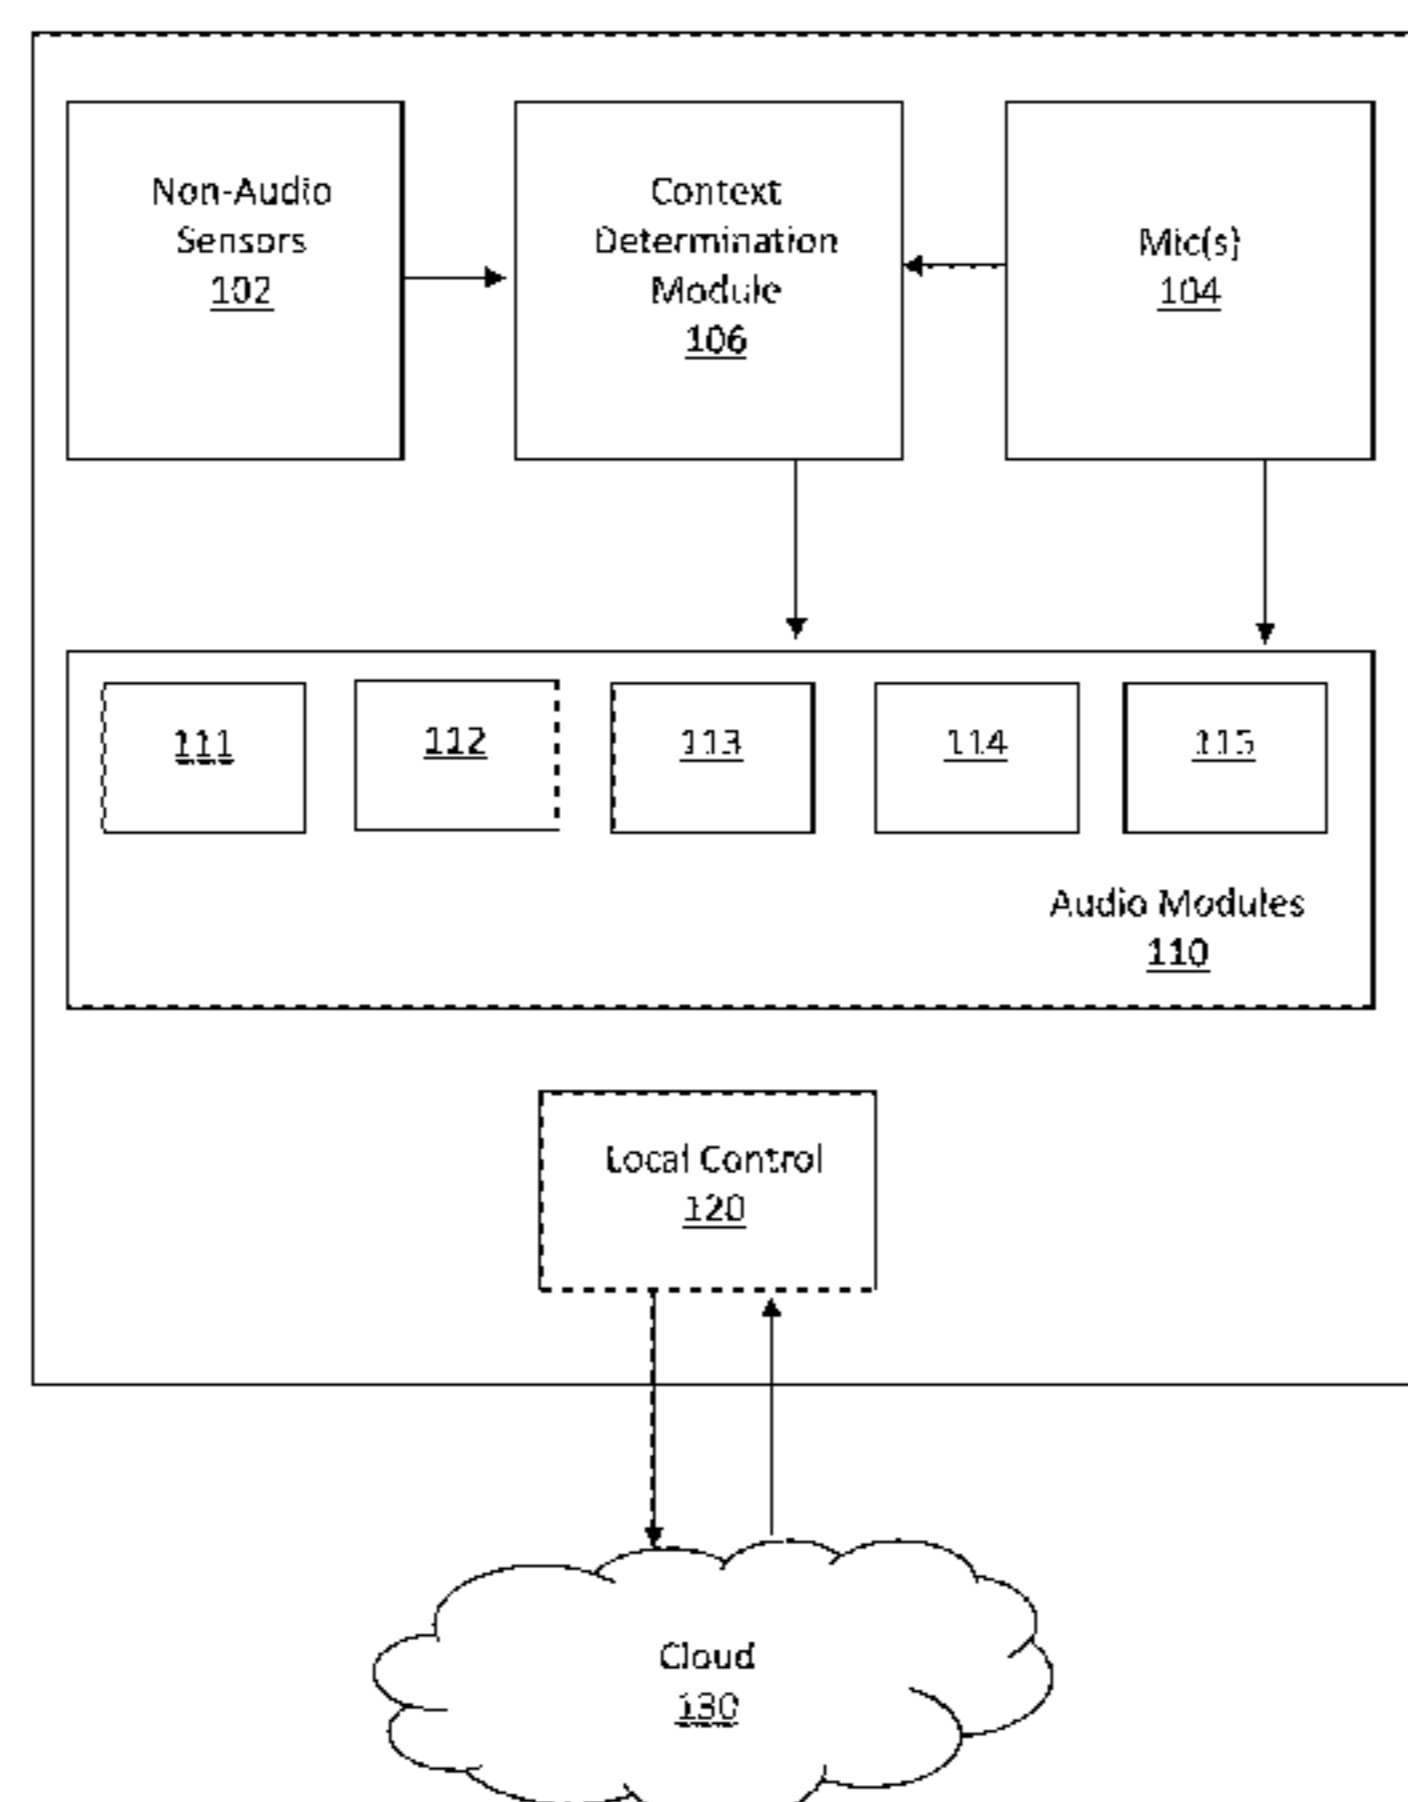 Non-Audio
Sensors
102
Context
Determination
Module
106
Mic(s)
104
111
112
113
114
115
Audio Modules
110
Local Control
120
Cloud
130